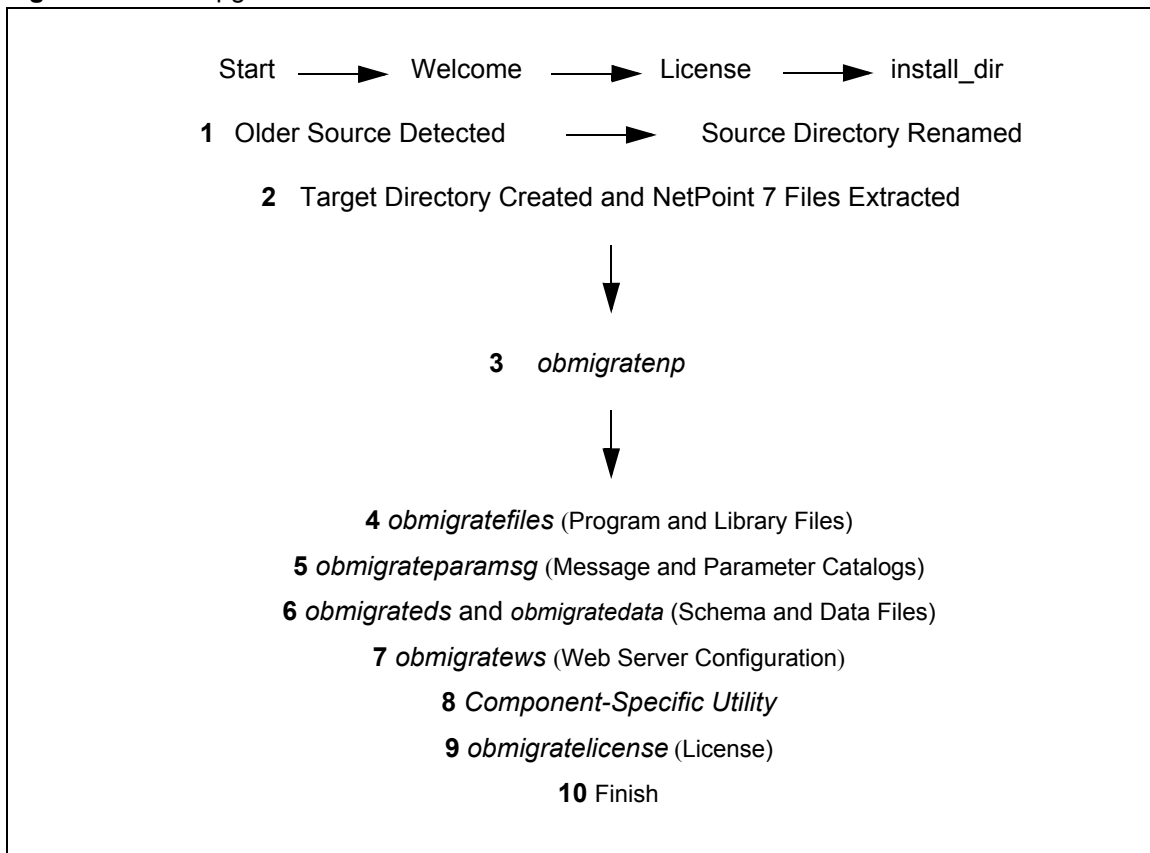 Start Welcome License install_dir
1 Older Source Detected Source Directory Renamed
2 Target Directory Created and NetPoint 7 Files Extracted
3 obmigratenp
4 obmigratefiles (Program and Library Files)
5 obmigrateparamsg (Message and Parameter Catalogs)
6 obmigrateds and obmigratedata (Schema and Data Files)
7 obmigratews (Web Server Configuration)
8 Component-Specific Utility
9 obmigratelicense (License)
10 Finish